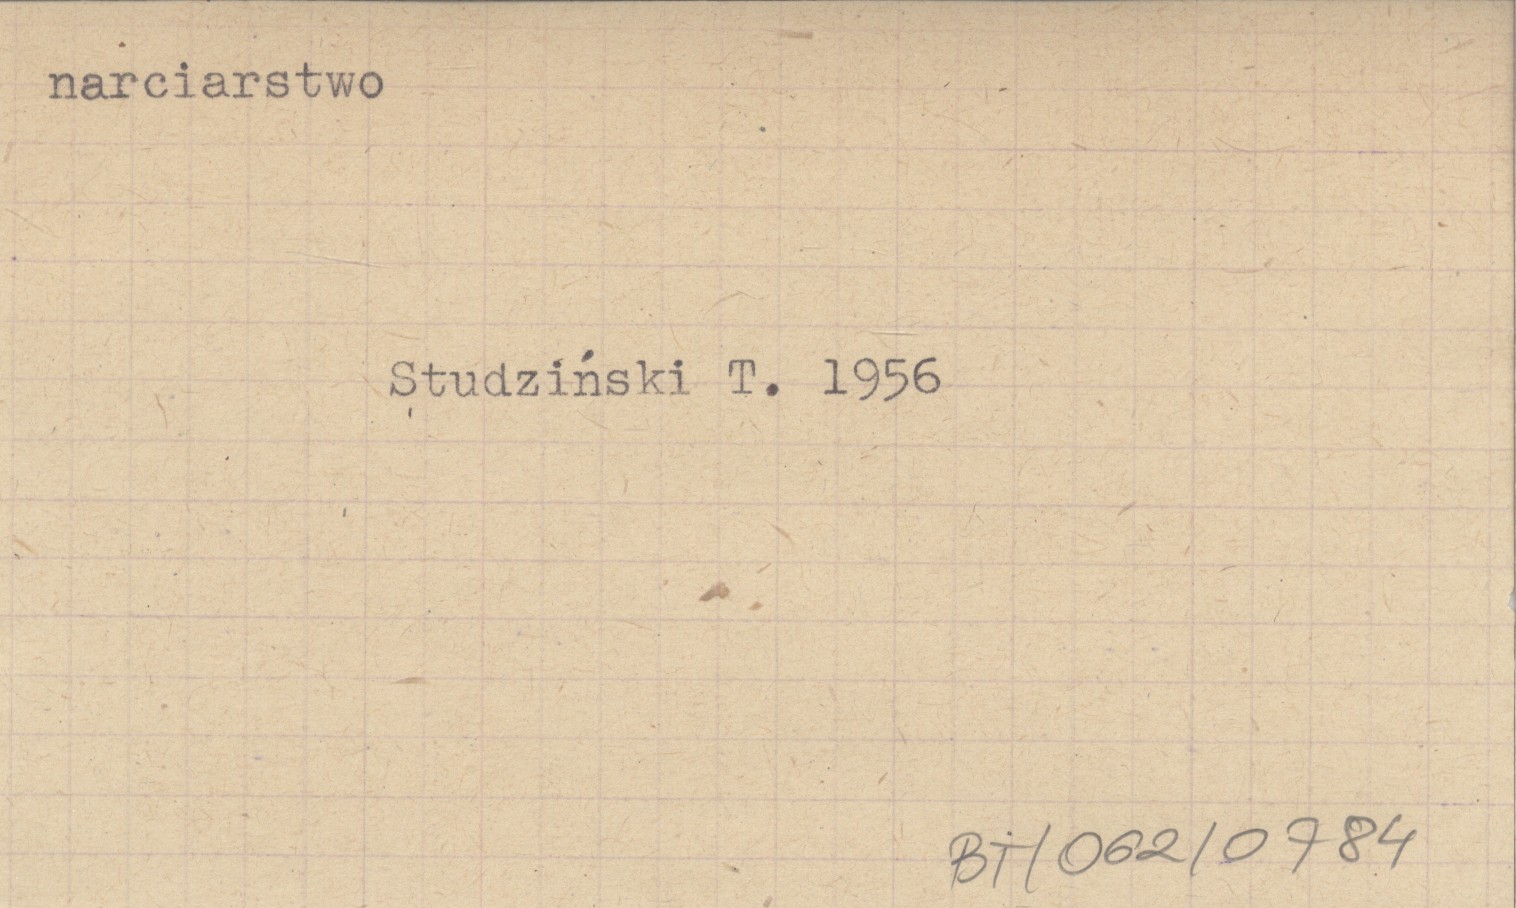 narciarstwo
Studziński T. 1956
BT/062/0784